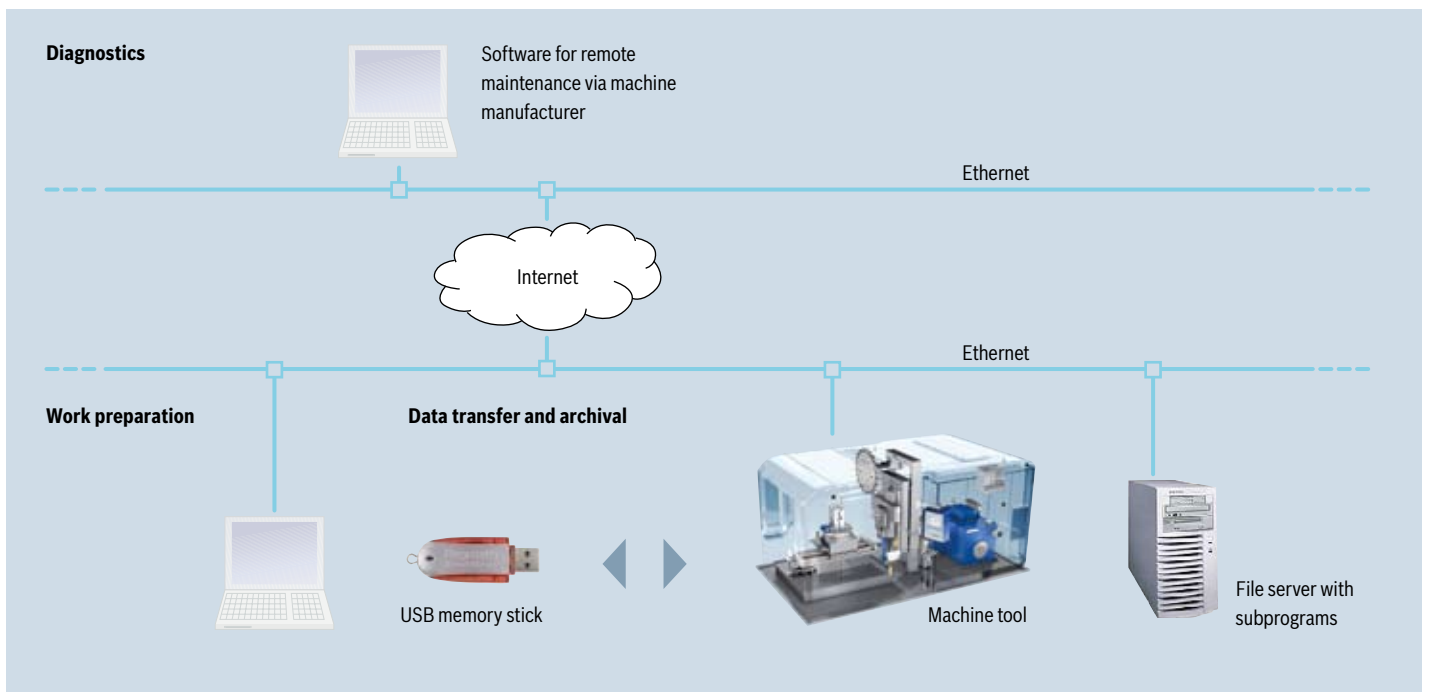 Diagnostics
Software for remote
maintenance via machine
manufacturer
Ethernet
Internet
Ethernet
Work preparation
Data transfer and archival
USB memory stick
Machine tool
File server with
subprograms